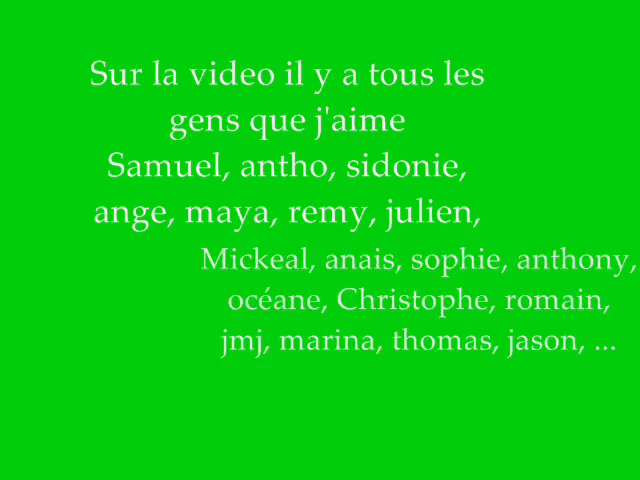 Sur la video il y a tous les
gens que j'aime
Samuel, antho, sidonie,
ange, maya, remy, julien,
Mickeal, anais, sophie, anthony,
océane, Christophe, romain,
jmj, marina, thomas, jason, ...